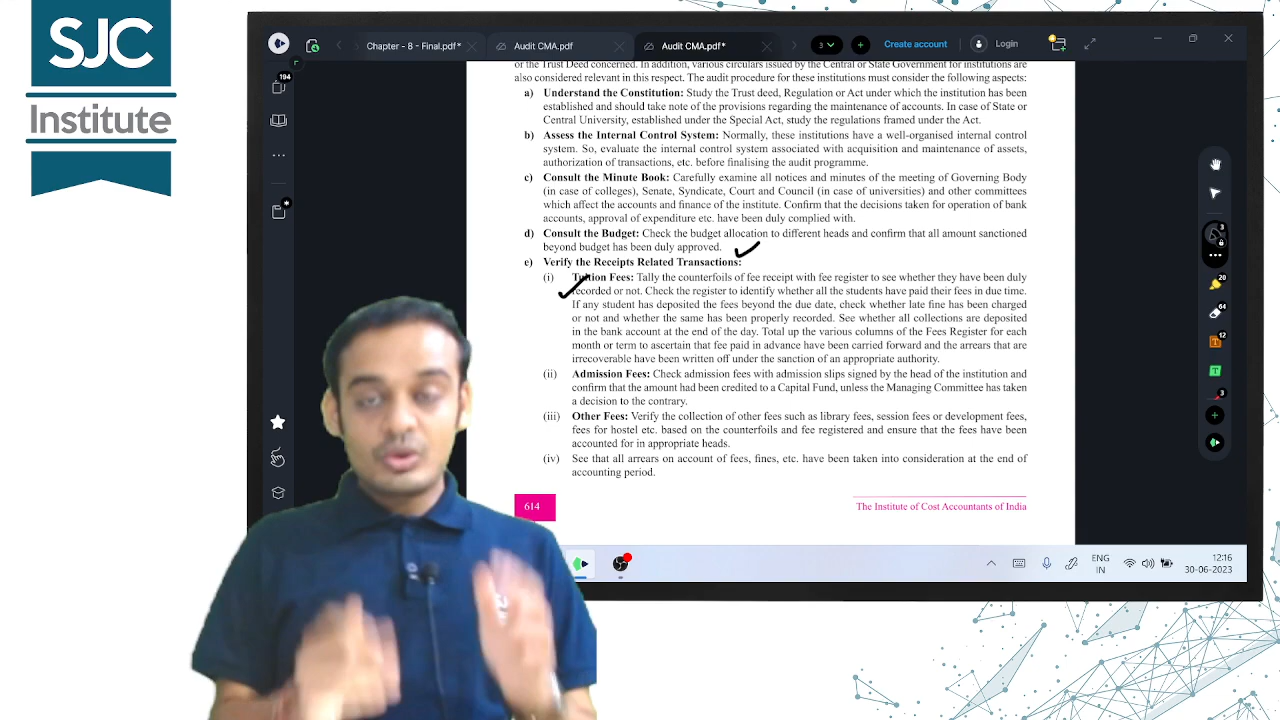 SJC
Institute
Chapter - 8 - Final.pdf*
Audit CMA.pdf
Audit CMA.pdf*
3
Create account
Login
194
of the Trust Deed concerned. In addition, various circulars issued by the Central or State Government for institutions are
also considered relevant in this respect. The audit procedure for these institutions must consider the following aspects:
a) Understand the Constitution: Study the Trust deed, Regulation or Act under which the institution has been
established and should take note of the provisions regarding the maintenance of accounts. In case of State or
Central University, established under the Special Act, study the regulations framed under the Act.
b) Assess the Internal Control System: Normally, these institutions have a well-organised internal control
system. So, evaluate the internal control system associated with acquisition and maintenance of assets,
authorization of transactions, etc. before finalising the audit programme.
c) Consult the Minute Book: Carefully examine all notices and minutes of the meeting of Governing Body
(in case of colleges), Senate, Syndicate, Court and Council (in case of universities) and other committees
which affect the accounts and finance of the institute. Confirm that the decisions taken for operation of bank
accounts, approval of expenditure etc. have been duly complied with.
d) Consult the Budget: Check the budget allocation to different heads and confirm that all amount sanctioned
beyond budget has been duly approved.
e) Verify the Receipts Related Transactions:
(i) Tuition Fees: Tally the counterfoils of fee receipt with fee register to see whether they have been duly
recorded or not. Check the register to identify whether all the students have paid their fees in due time.
If any student has deposited the fees beyond the due date, check whether late fine has been charged
or not and whether the same has been properly recorded. See whether all collections are deposited
in the bank account at the end of the day. Total up the various columns of the Fees Register for each
month or term to ascertain that fee paid in advance have been carried forward and the arrears that are
irrecoverable have been written off under the sanction of an appropriate authority.
(ii) Admission Fees: Check admission fees with admission slips signed by the head of the institution and
confirm that the amount had been credited to a Capital Fund, unless the Managing Committee has taken
a decision to the contrary.
(iii) Other Fees: Verify the collection of other fees such as library fees, session fees or development fees,
fees for hostel etc. based on the counterfoils and fee registered and ensure that the fees have been
accounted for in appropriate heads.
(iv) See that all arrears on account of fees, fines, etc. have been taken into consideration at the end of
accounting period.
614
The Institute of Cost Accountants of India
3
20
64
12
3
ENG
IN
12:16
30-06-2023